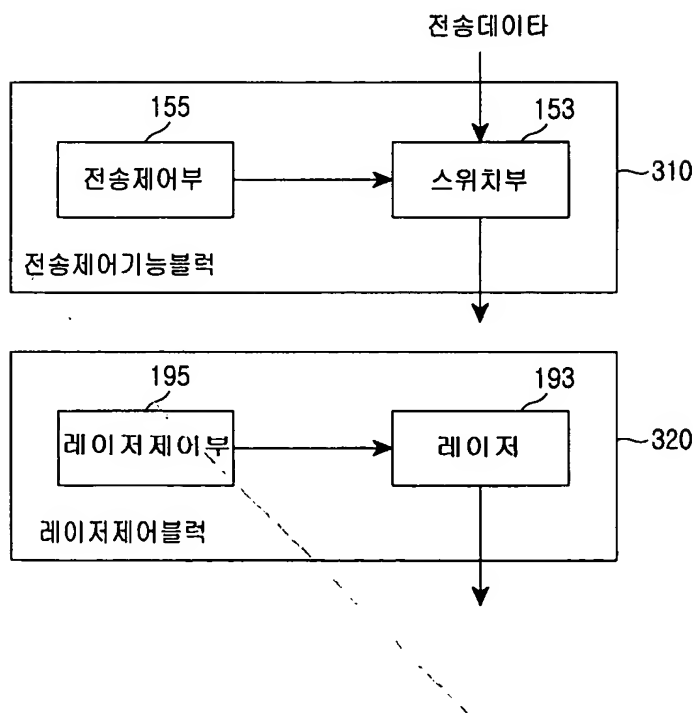 전송데이타
155
153
전송제어부
스위치부
310
전송제어기능블럭
195
193
레이저제어부
레이저
320
레이저제어블럭